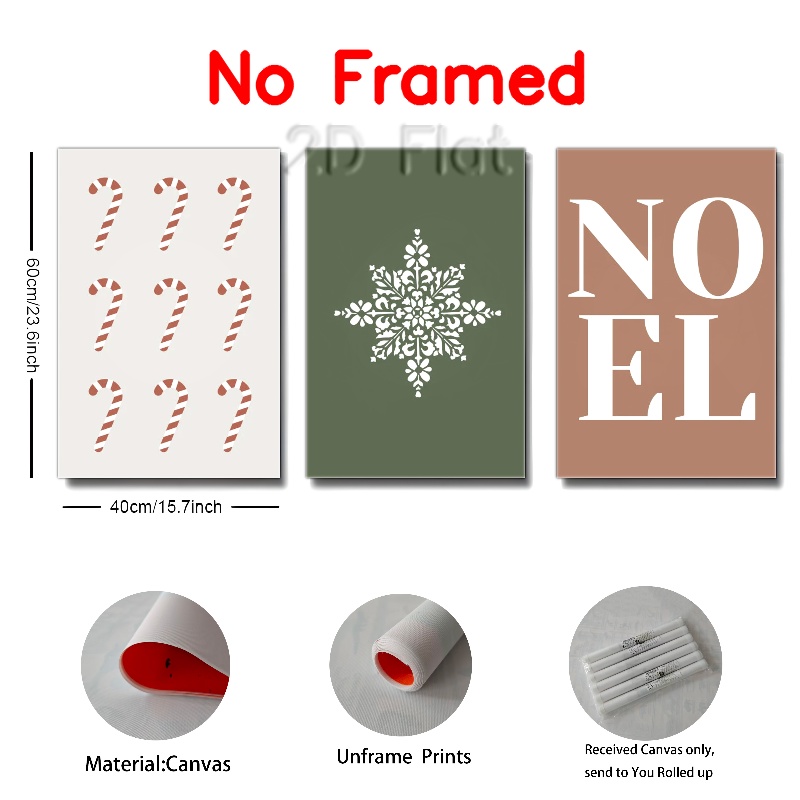 No Framed
2D Flat
60cm/23.6inch
NO
EL
40cm/15.7inch
Material:Canvas
Unframe Prints
Received Canvas only,
send to You Rolled up